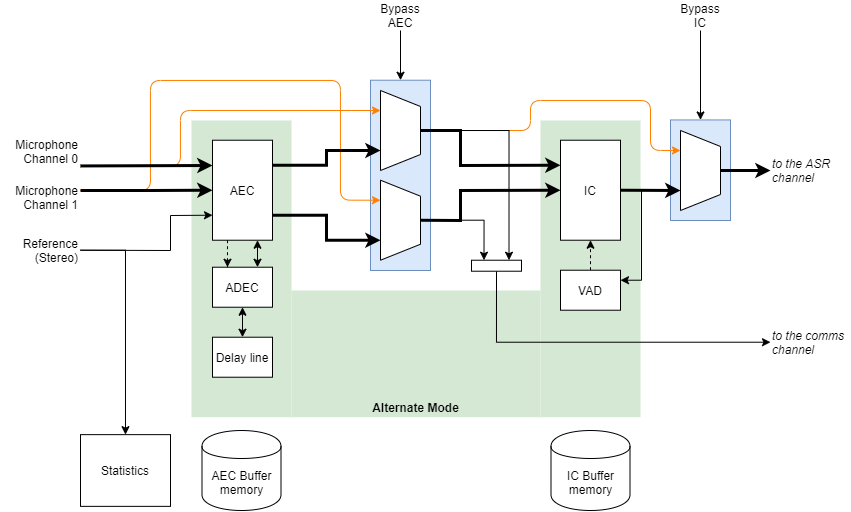 Bypass
AEC
Bypass
IC
Microphone
Channel 0
to the ASR
channel
Microphone
Channel 1
AEC
IC
Reference
(Stereo)
ADEC
VAD
to the comms
channel
Delay line
Alternate Mode
Statistics
AEC Buffer
memory
IC Buffer
memory